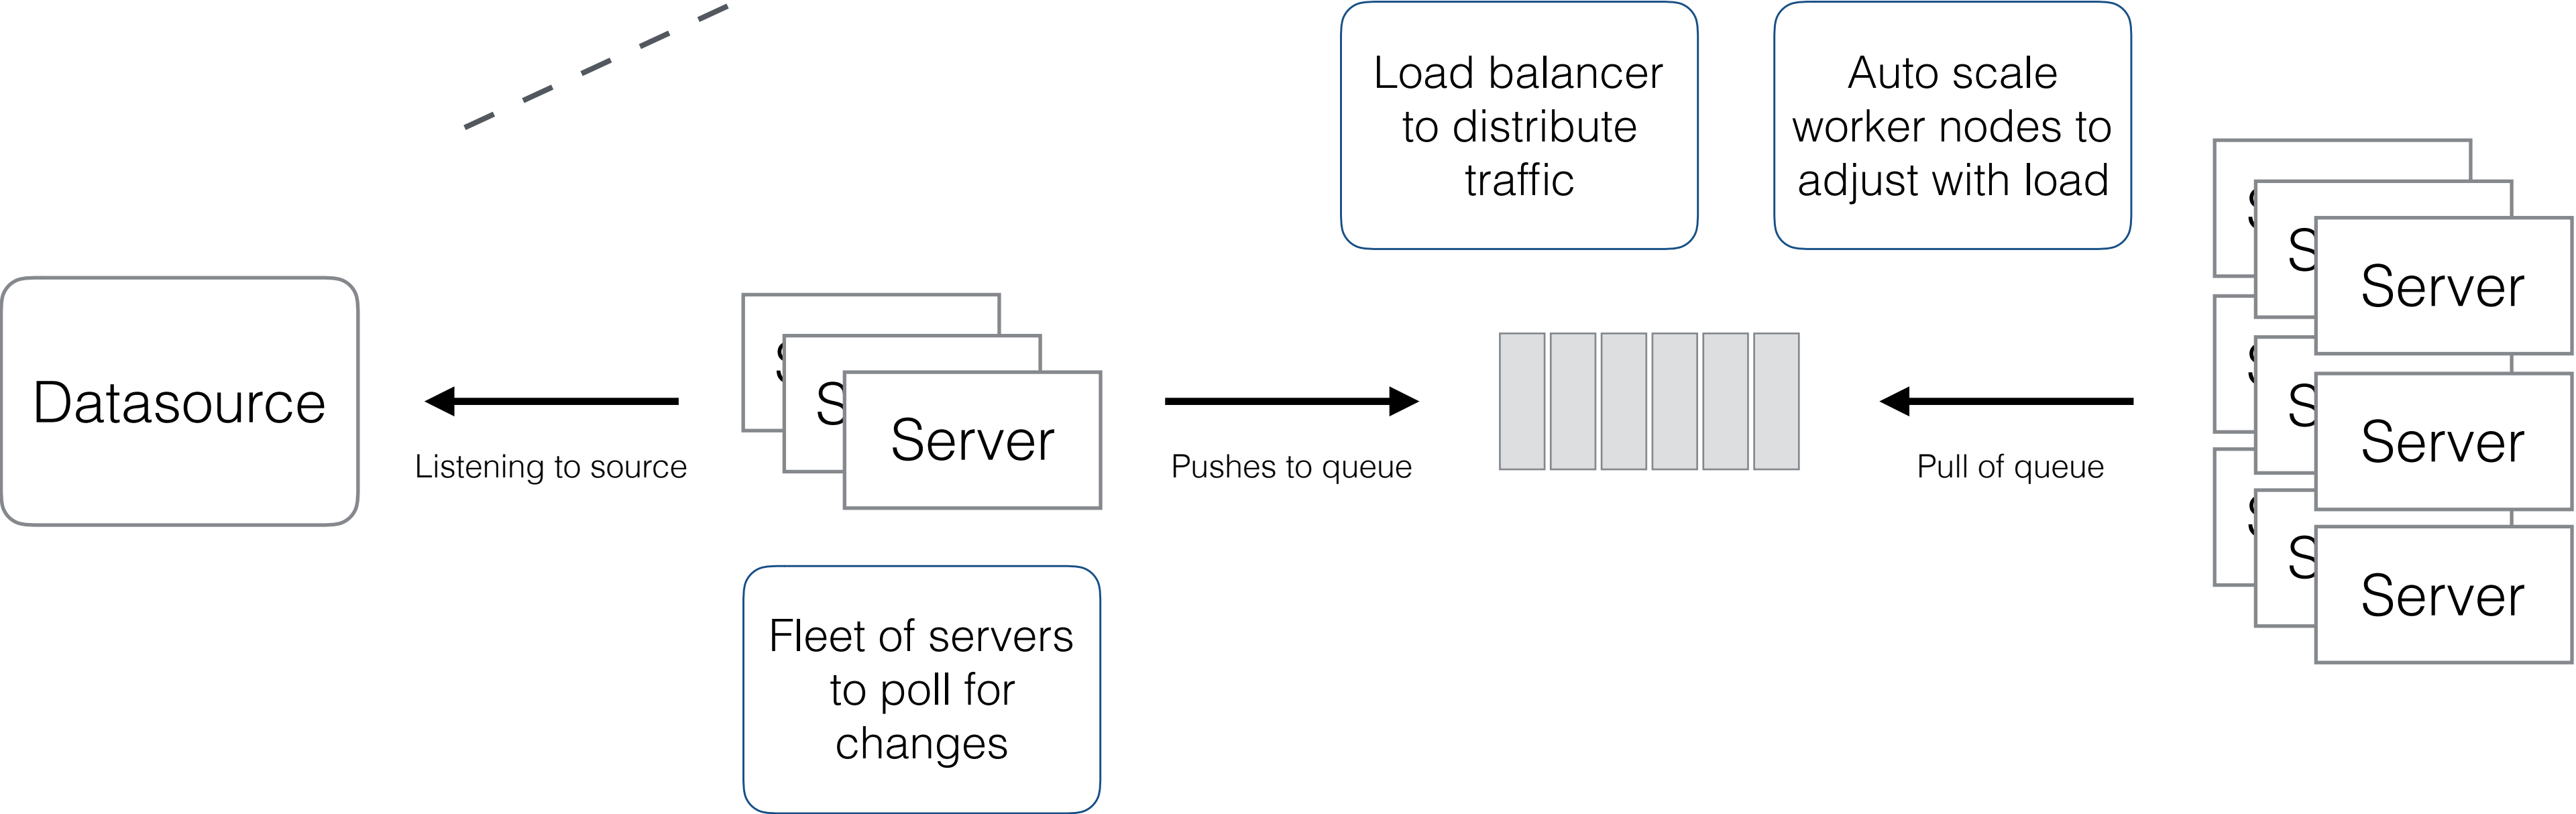 Load balancer
to distribute
traffic
Auto scale
worker nodes to
adjust with load
Datasource
Listening to source
S
S
Server
Pushes to queue
Pull of queue
S
S
Server
S
S
Server
S
S
Server
Fleet of servers
to poll for
changes